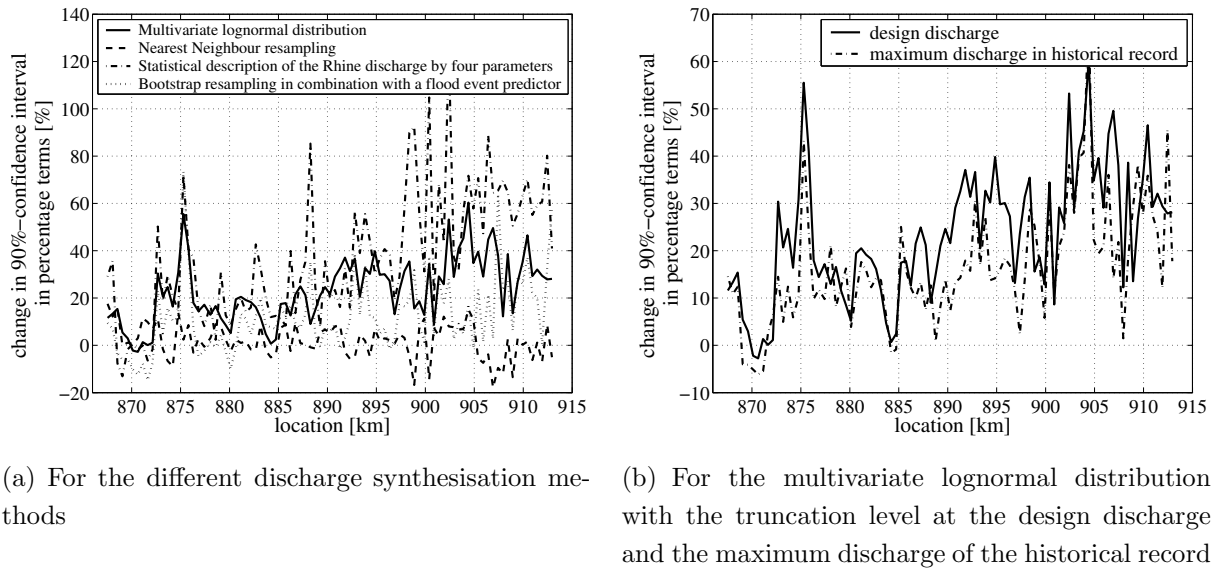 140
120
100
80
60
40
20
0
−20
change in 90%−confidence interval
in percentage terms [%]
Multivariate lognormal distribution
Nearest Neighbour resampling
Statistical description of the Rhine discharge by four parameters
Bootstrap resampling in combination with a flood event predictor
870 875 880 885 890 895 900 905 910 915
location [km]
(a) For the different discharge synthesisation me-
thods
70
60
50
40
30
20
10
0
−10
change in 90%−confidence interval
in percentage terms [%]
design discharge
maximum discharge in historical record
870 875 880 885 890 895 900 905 910 915
location [km]
(b) For the multivariate lognormal distribution
with the truncation level at the design discharge
and the maximum discharge of the historical record